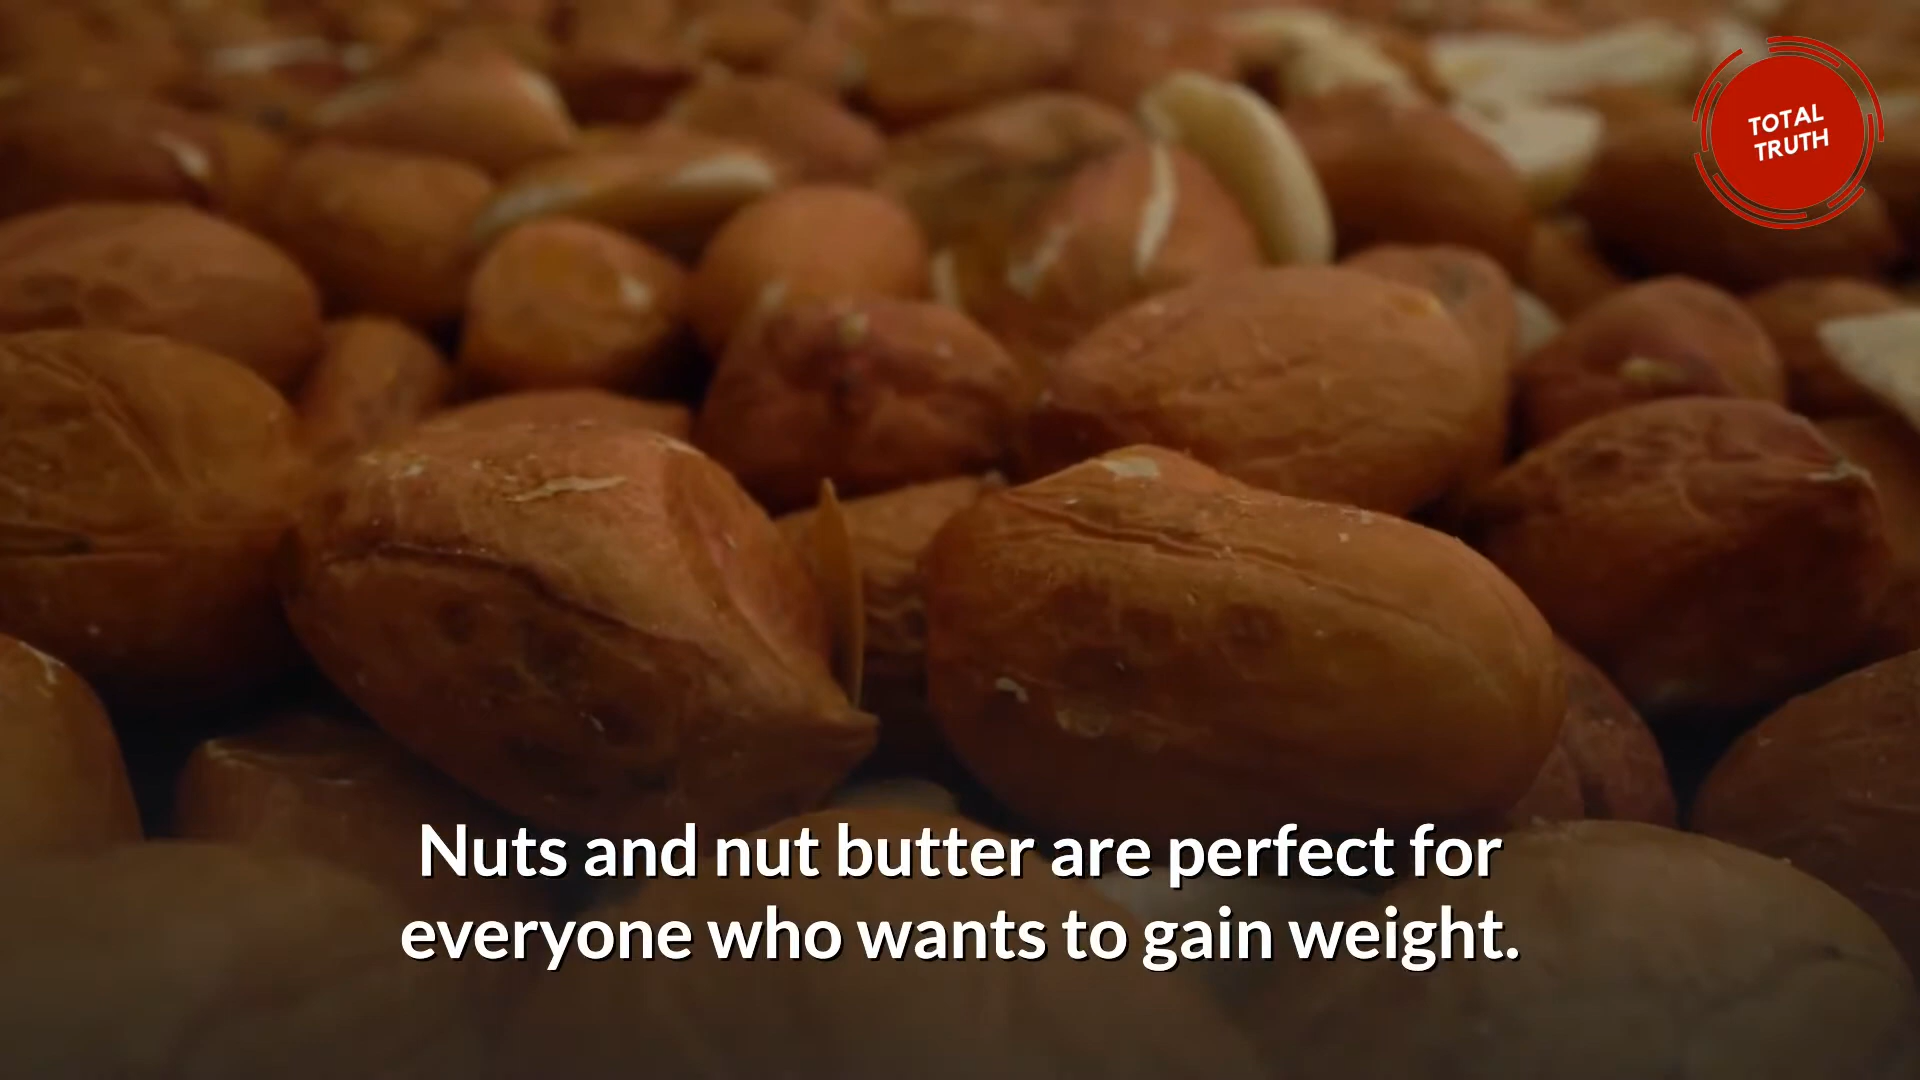 TOTAL
TRUTH
Nuts and nut butter are perfect for
everyone who wants to gain weight.